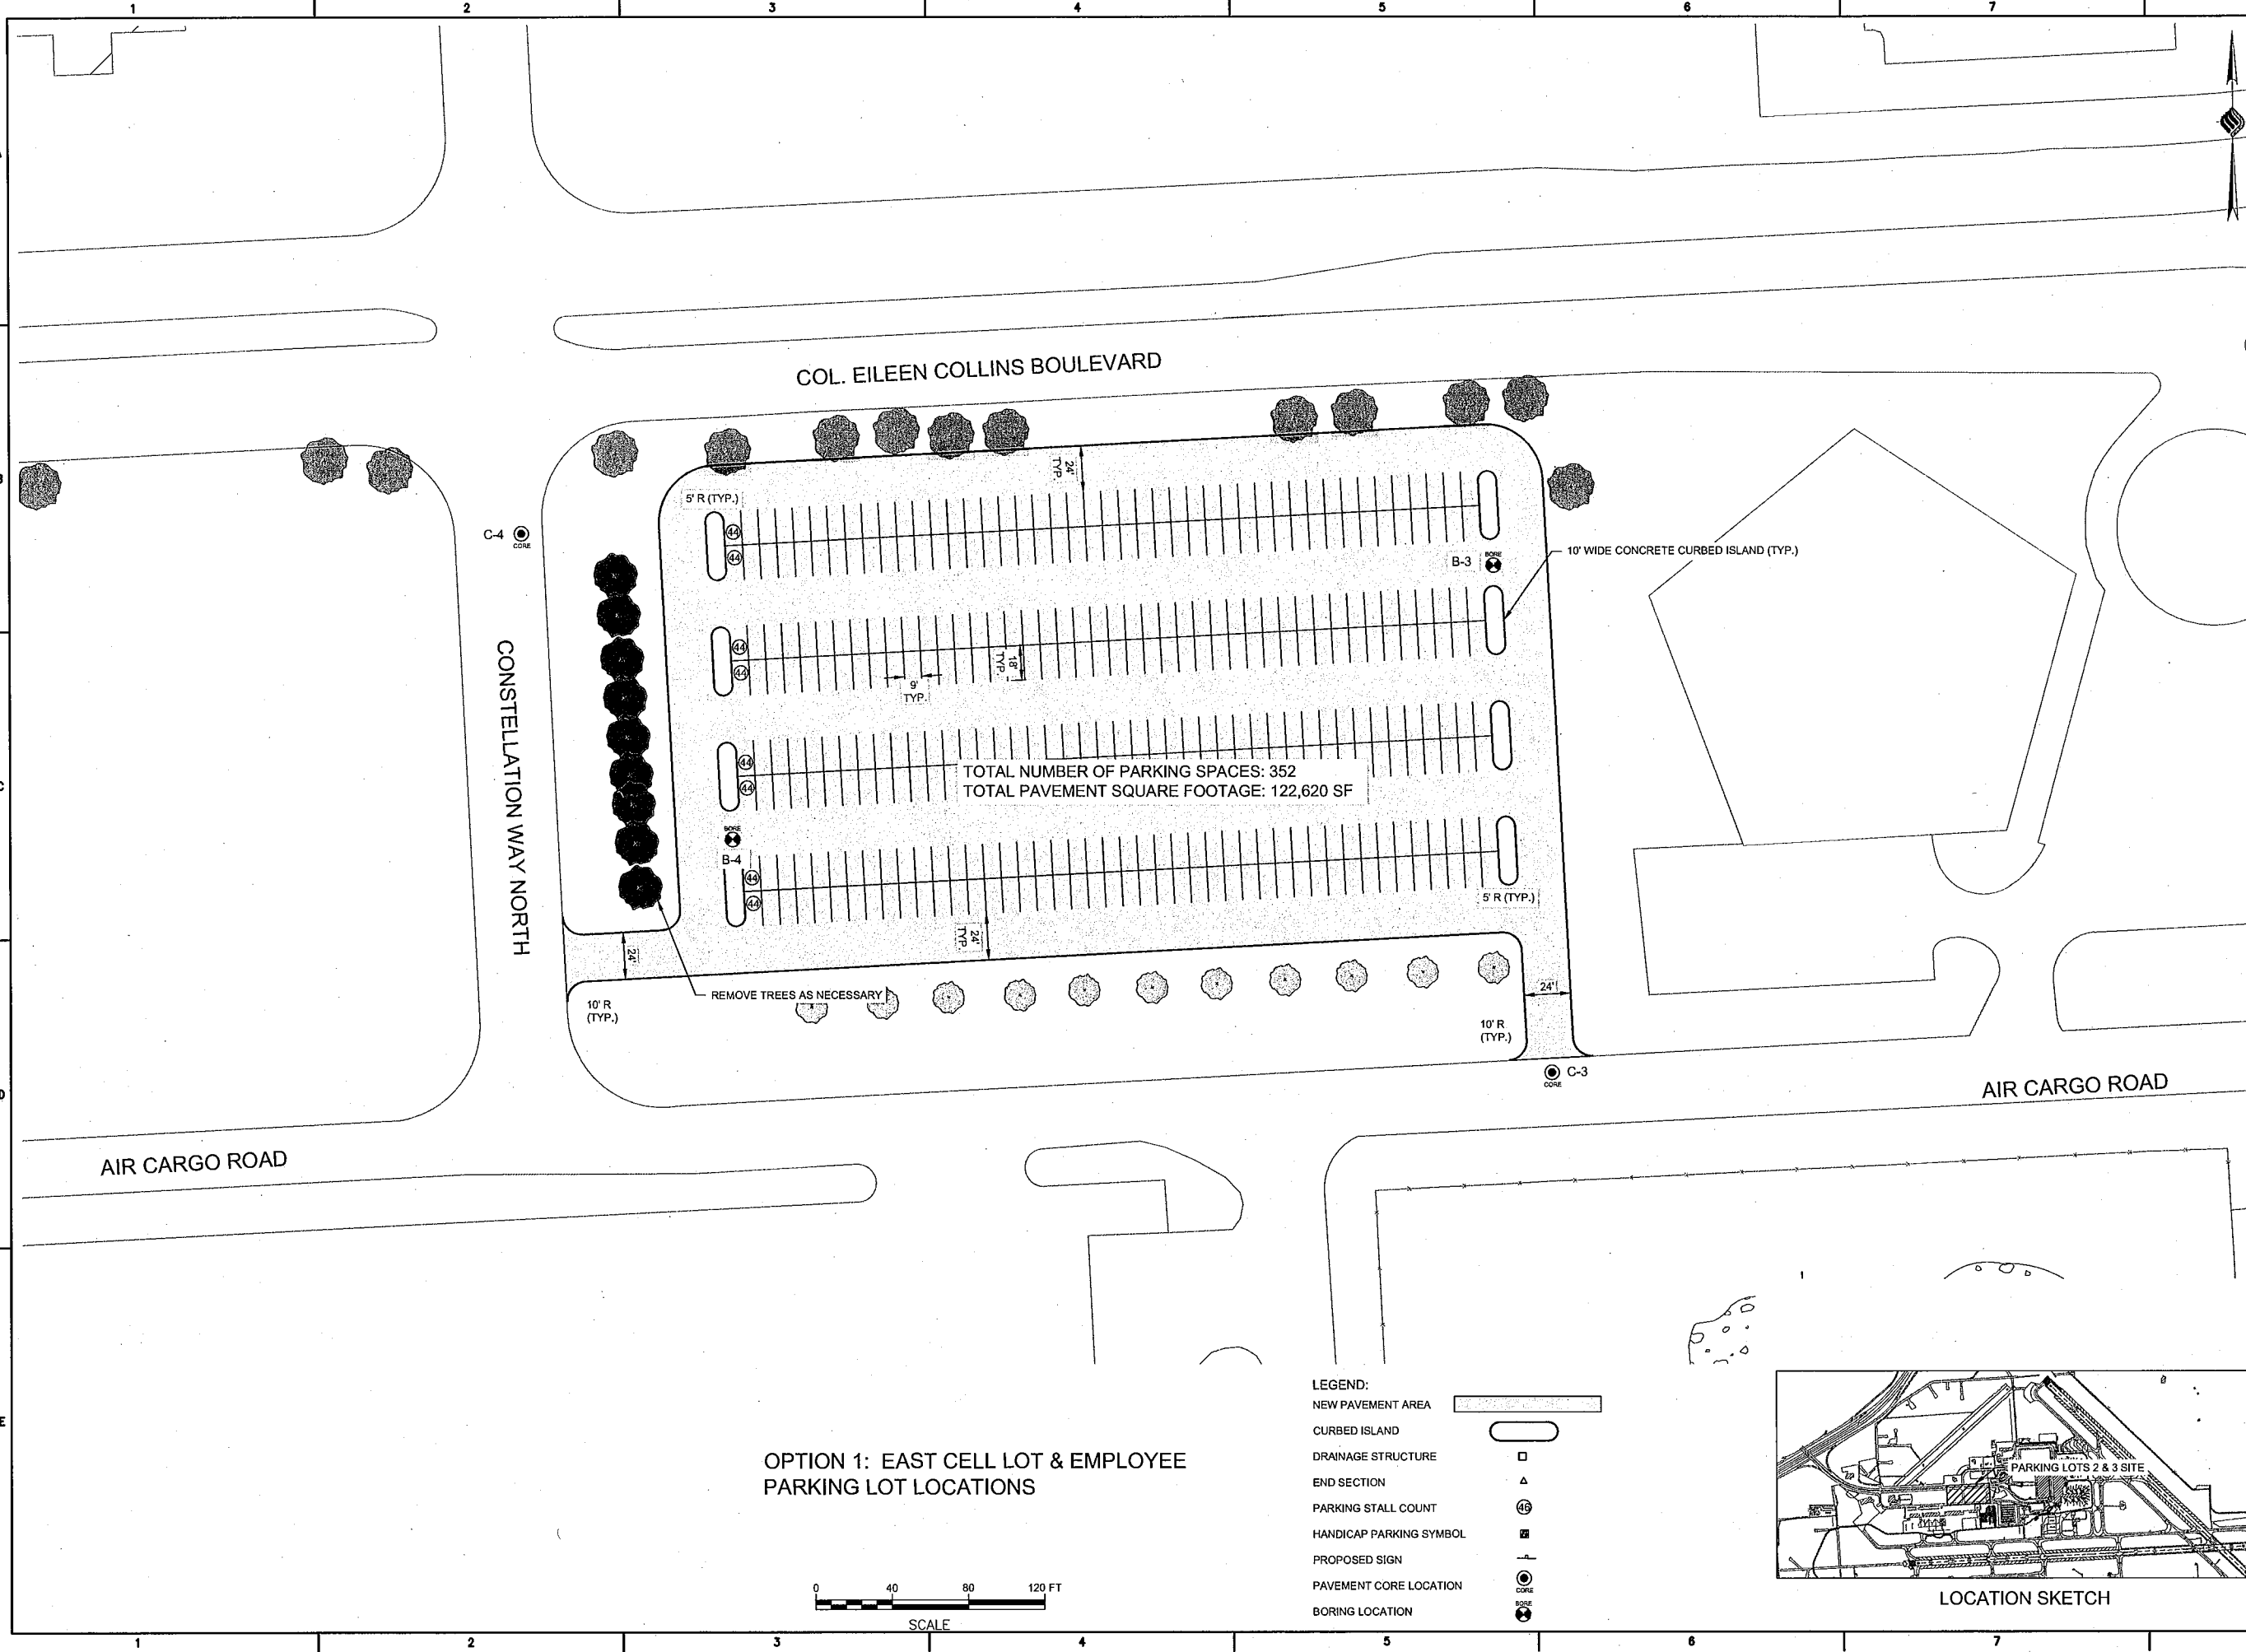 1 2 3 4 5 6 7
COL. EILEEN COLLINS BOULEVARD
24'
TYP.
5' R (TYP.)
44
44
C-4
CORE
BORE
B-3
10' WIDE CONCRETE CURBED ISLAND (TYP.)
44
44
18'
TYP.
9'
TYP.
CONSTELLATION WAY NORTH
44
44
TOTAL NUMBER OF PARKING SPACES: 352
TOTAL PAVEMENT SQUARE FOOTAGE: 122,620 SF
BORE
B-4
44
44
5' R (TYP.)
24'
TYP.
24'
REMOVE TREES AS NECESSARY
10' R
(TYP.)
24'
10' R
(TYP.)
C-3
CORE
AIR CARGO ROAD
AIR CARGO ROAD
E
OPTION 1: EAST CELL LOT & EMPLOYEE
PARKING LOT LOCATIONS
0 40 80 120 FT
SCALE
LEGEND:
NEW PAVEMENT AREA
CURBED ISLAND
DRAINAGE STRUCTURE
END SECTION
PARKING STALL COUNT
46
HANDICAP PARKING SYMBOL
PROPOSED SIGN
PAVEMENT CORE LOCATION
CORE
BORING LOCATION
BORE
PARKING LOTS 2 & 3 SITE
LOCATION SKETCH
1 2 3 4 5 6 7